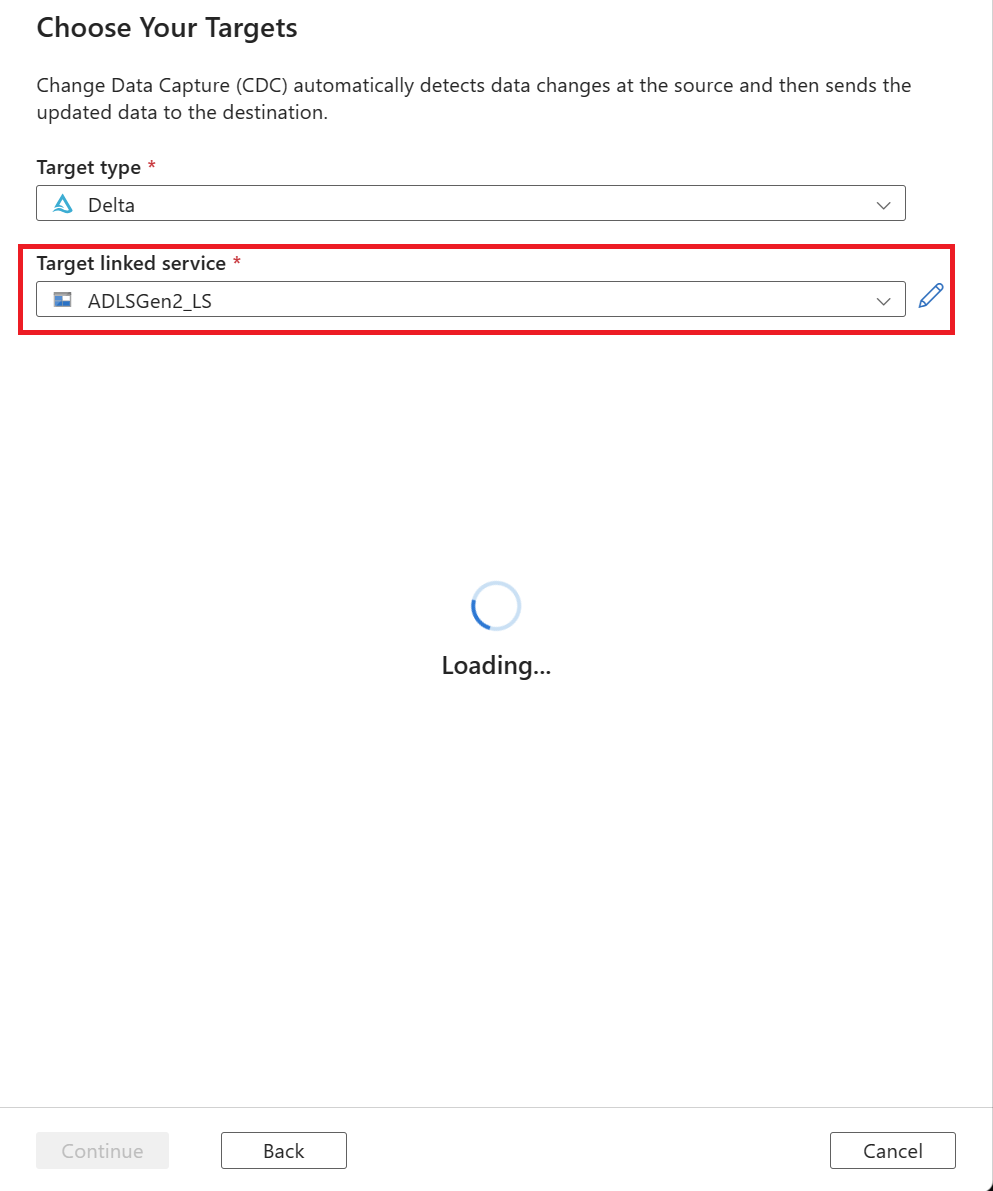 Choose Your Targets
Change Data Capture (CDC) automatically detects data changes at the source and then sends the
updated data to the destination.
Target type *
Delta
Target linked service *
ADLSGen2_LS
Loading...
Continue Back Cancel